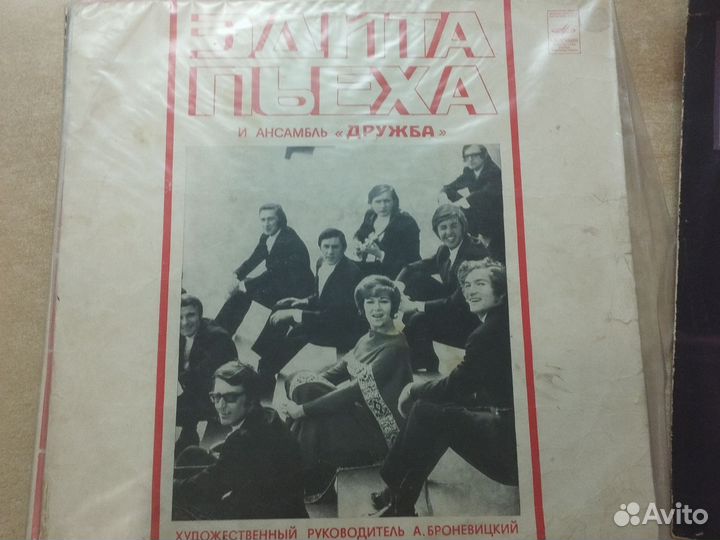 ЭДИТА
ПЬЕХА
И АНСАМБЛЬ «ДРУЖБА»
ХУДОЖЕСТВЕННЫЙ РУКОВОДИТЕЛЬ А. БРОНЕВИЦКИЙ
Avito